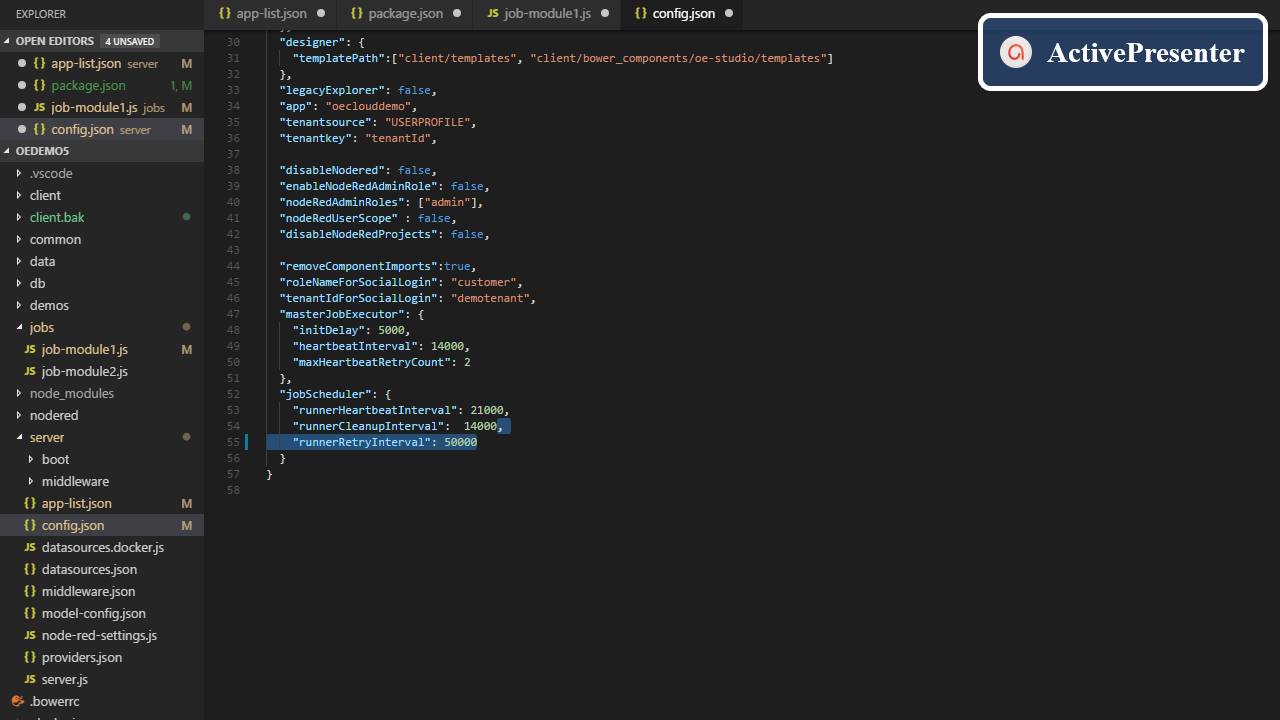 EXPLORER
OPEN EDITORS 4 UNSAVED
{} app-list.json server M
{} package.json 1, M
JS job-module1.js jobs M
{} config.json server M
OEDEMO5
.vscode
client
client.bak
common
data
db
demos
jobs
JS job-module1.js M
JS job-module2.js
node_modules
nodered
server
boot
middleware
{} app-list.json M
{} config.json M
JS datasources.docker.js
{} datasources.json
{} middleware.json
{} model-config.json
JS node-red-settings.js
{} providers.json
JS server.js
.bowerrc
{} app-list.json
{} package.json
JS job-module1.js
{} config.json
30 "designer": {
31 "templatePath":["client/templates", "client/bower_components/oe-studio/templates"]
32 },
33 "legacyExplorer": false,
34 "app": "oeclouddemo",
35 "tenantsource": "USERPROFILE",
36 "tenantkey": "tenantId",
37
38 "disableNodered": false,
39 "enableNodeRedAdminRole": false,
40 "nodeRedAdminRoles": ["admin"],
41 "nodeRedUserScope" : false,
42 "disableNodeRedProjects": false,
43
44 "removeComponentImports":true,
45 "roleNameForSocialLogin": "customer",
46 "tenantIdForSocialLogin": "demotenant",
47 "masterJobExecutor": {
48 "initDelay": 5000,
49 "heartbeatInterval": 14000,
50 "maxHeartbeatRetryCount": 2
51 },
52 "jobScheduler": {
53 "runnerHeartbeatInterval": 21000,
54 "runnerCleanupInterval":  14000,
55 "runnerRetryInterval": 50000
56 }
57 }
58
ActivePresenter